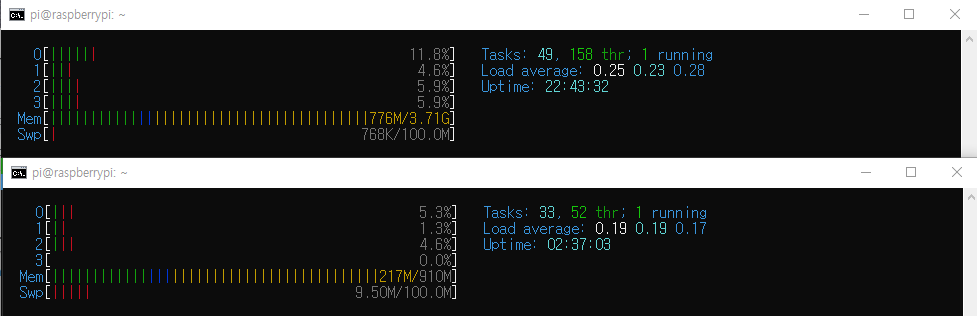 pi@raspberrypi: ~
0[|||||| 11.8%] Tasks: 49, 158 thr; 1 running
1[||| 4.6%] Load average: 0.25 0.23 0.28
2[|||| 5.9%] Uptime: 22:43:32
3[|||| 5.9%]
Mem[||||||||||||||||||||||||||||||||||||||||776M/3.71G]
Swp[| 768K/100.0M]
pi@raspberrypi: ~
0[||| 5.3%] Tasks: 33, 52 thr; 1 running
1[|| 1.3%] Load average: 0.19 0.19 0.17
2[||| 4.6%] Uptime: 02:37:03
3[ 0.0%]
Mem[|||||||||||||||||||||||||||||||||||||||||217M/910M]
Swp[||||| 9.50M/100.0M]